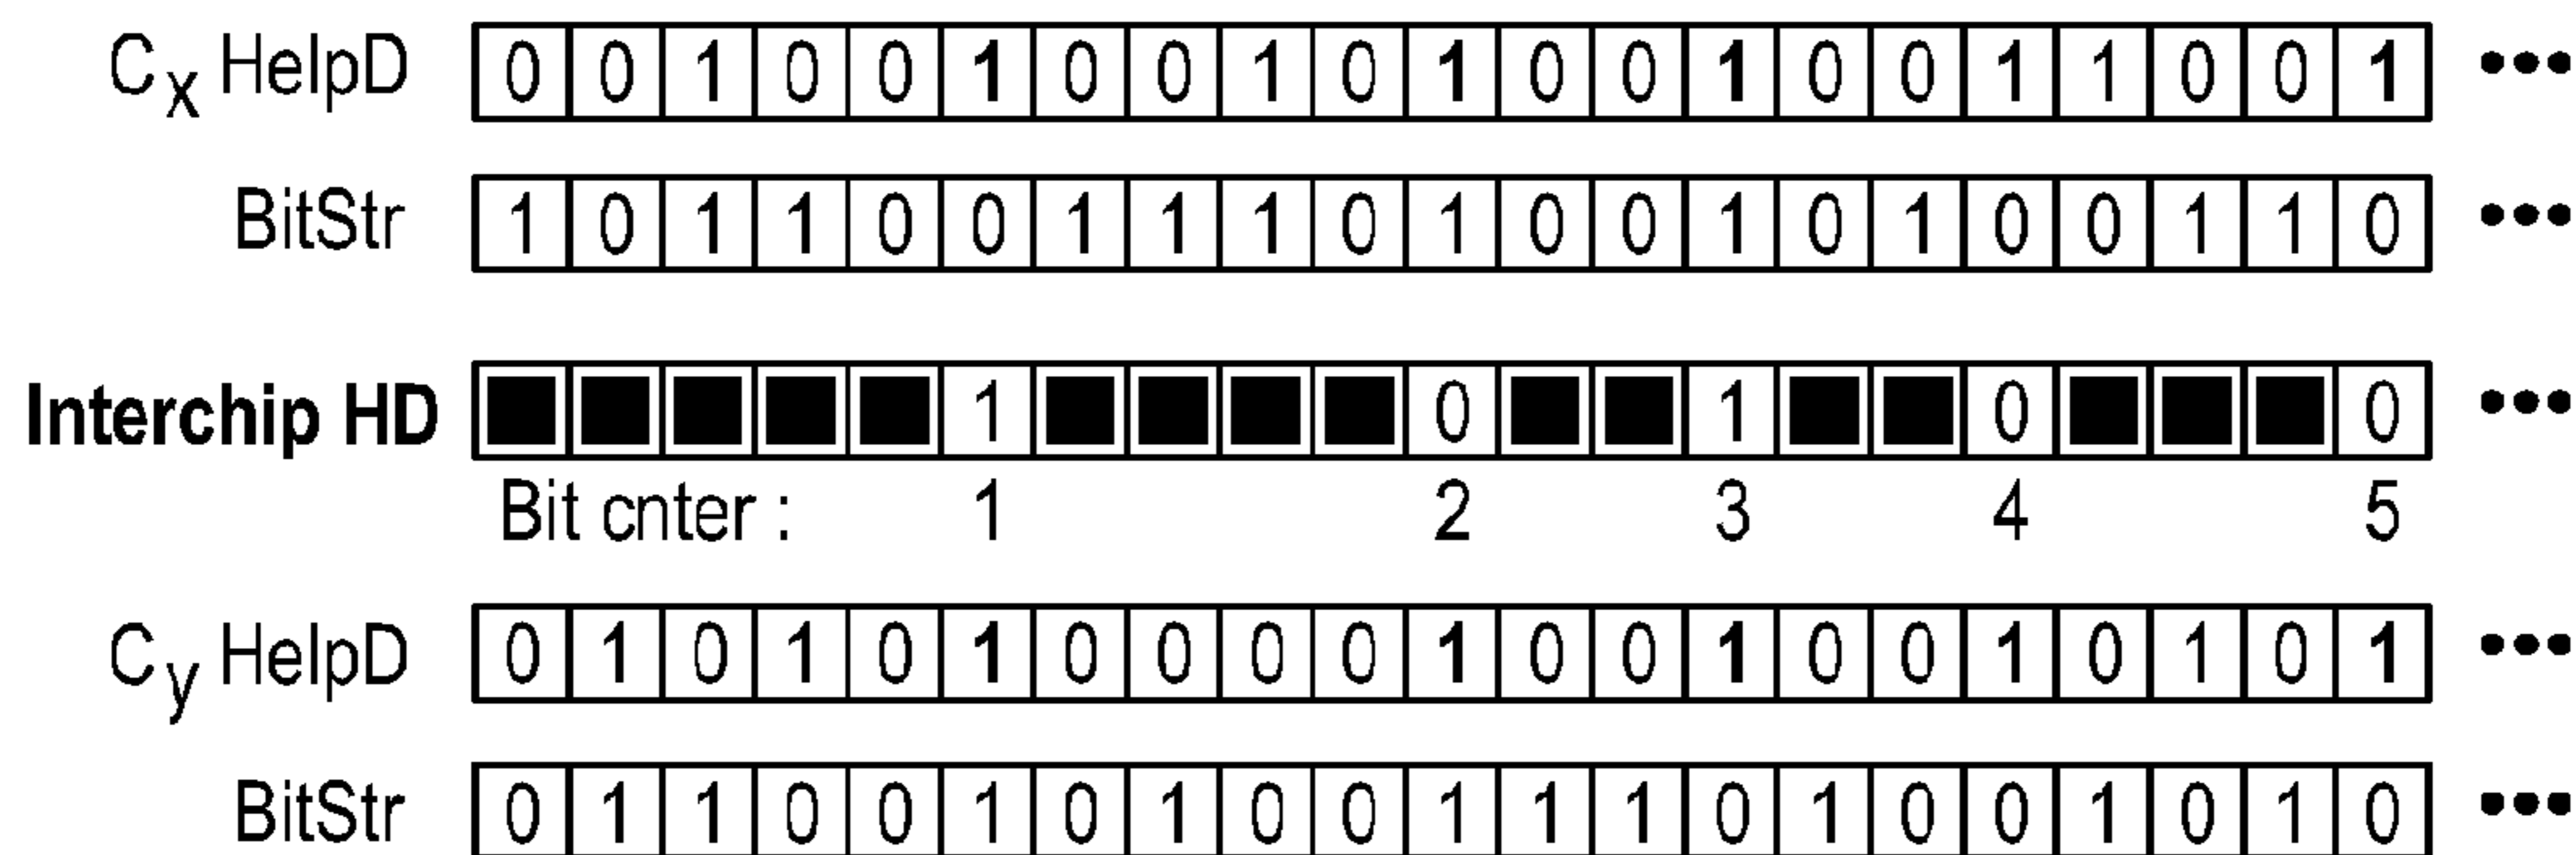 Cx HelpD 0 0 1 0 0 1 0 0 1 0 1 0 0 1 0 0 1 1 0 0 1 •••
BitStr 1 0 1 1 0 0 1 1 1 0 1 0 0 1 0 1 0 0 1 1 0 •••
Interchip HD 1 0 1 0 0 •••
Bit cnter : 1 2 3 4 5
Cy HelpD 0 1 0 1 0 1 0 0 0 0 1 0 0 1 0 0 1 0 1 0 1 •••
BitStr 0 1 1 0 0 1 0 1 0 0 1 1 1 0 1 0 0 1 0 1 0 •••